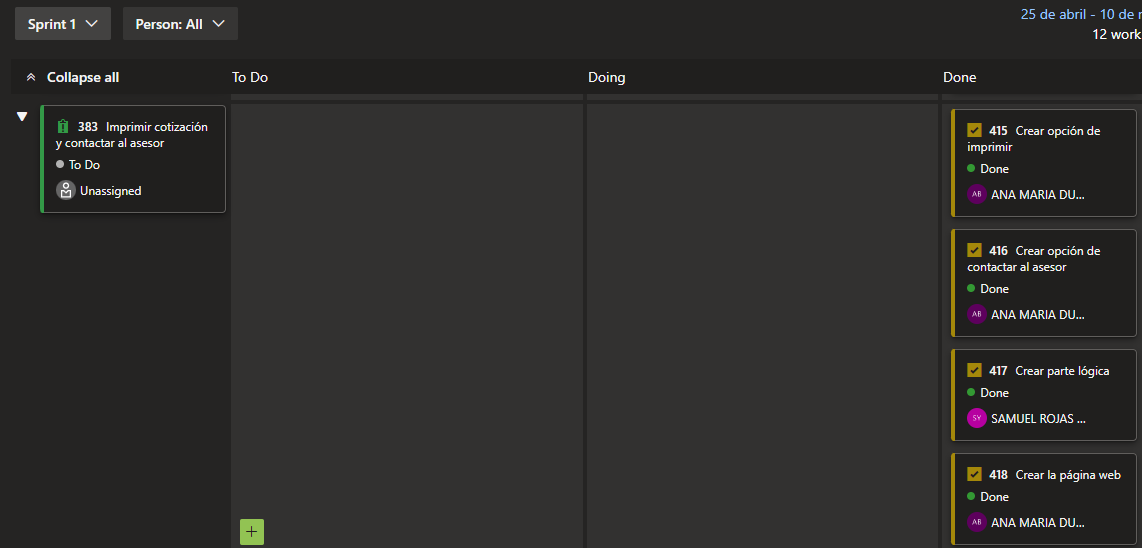 Sprint 1
Person: All
25 de abril - 10 de
12 work
Collapse all
To Do
Doing
Done
383 Imprimir cotización
y contactar al asesor
To Do
Unassigned
415 Crear opción de
imprimir
Done
AB ANA MARIA DU...
416 Crear opción de
contactar al asesor
Done
AB ANA MARIA DU...
417 Crear parte lógica
Done
SV SAMUEL ROJAS ...
418 Crear la página web
Done
AB ANA MARIA DU...